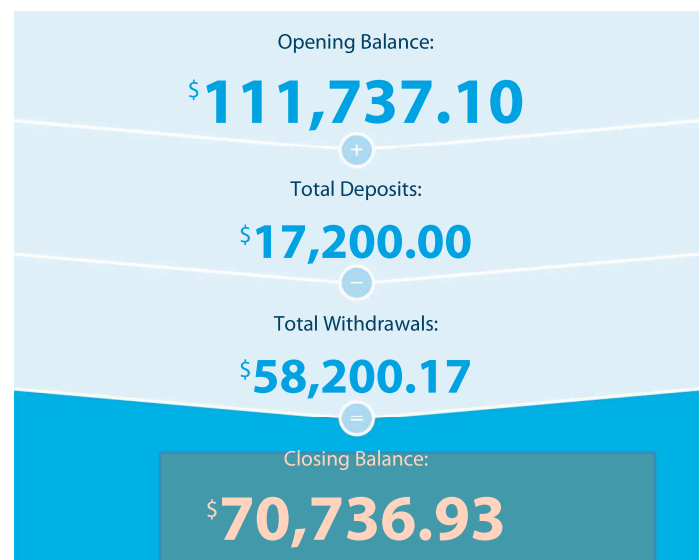 Opening Balance:
$111,737.10
+
Total Deposits:
$17,200.00
−
Total Withdrawals:
$58,200.17
=
Closing Balance:
$70,736.93